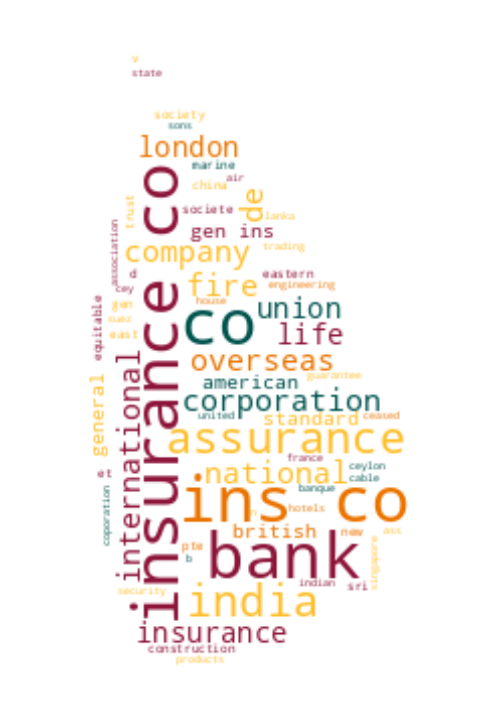 v
state
society
sons
london
marine
air
china
trust
de
societe
lanka
association
gen ins
company
trading
d
eastern
cey
fire
engineering
equitable
gan
house
suez
union
co
east
life
insurance co
overseas
international
american
guarantee
general
corporation
united
standard
ceased
assurance
france
ceylon
et
national
cable
banque
ins co
coporation
hotels
n
british
new
ass
pte
singapore
b
bank
indian
sri
security
india
insurance
construction
products